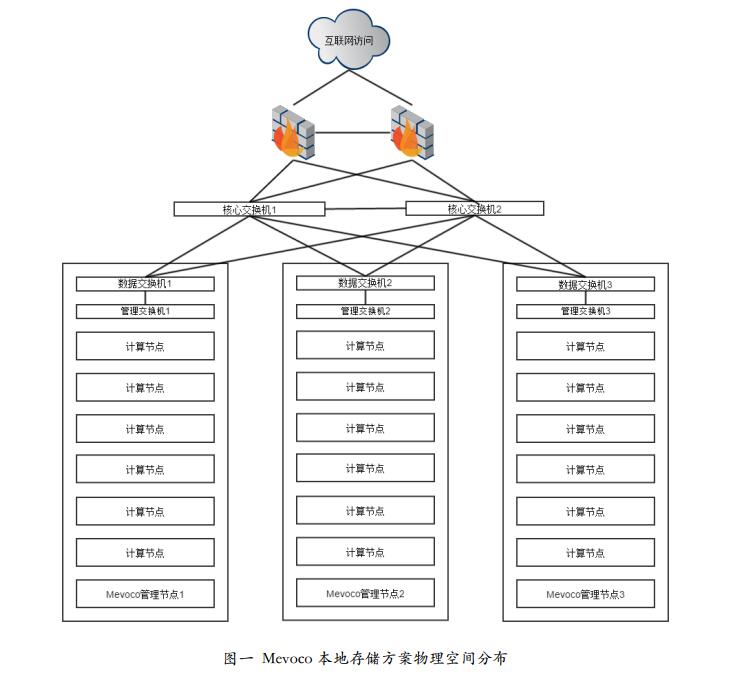 互联网访问
核心交换机1
核心交换机2
数据交换机1
管理交换机1
计算节点
计算节点
计算节点
计算节点
计算节点
计算节点
Mevoco管理节点1
数据交换机2
管理交换机2
计算节点
计算节点
计算节点
计算节点
计算节点
计算节点
Mevoco管理节点2
数据交换机3
管理交换机3
计算节点
计算节点
计算节点
计算节点
计算节点
计算节点
Mevoco管理节点3
图一 Mevoco 本地存储方案物理空间分布